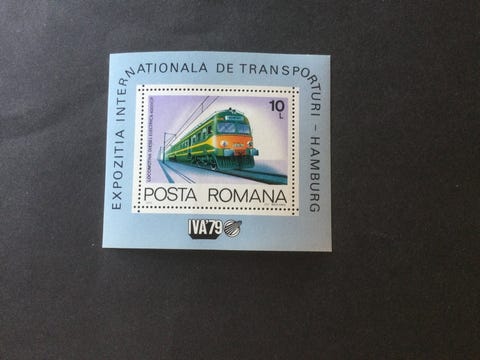 EXPOZITIA INTERNATIONALA DE TRANSPORTURI - HAMBURG
10 L
POSTA ROMANA
IVA'79